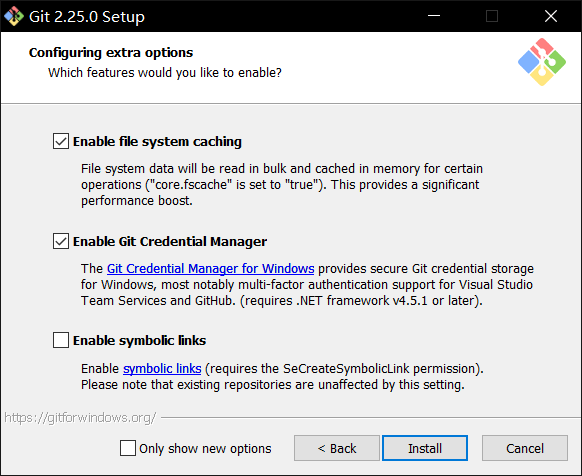 Git 2.25.0 Setup
Configuring extra options
Which features would you like to enable?
Enable file system caching
File system data will be read in bulk and cached in memory for certain
operations ("core.fscache" is set to "true"). This provides a significant
performance boost.
Enable Git Credential Manager
The Git Credential Manager for Windows provides secure Git credential storage
for Windows, most notably multi-factor authentication support for Visual Studio
Team Services and GitHub. (requires .NET framework v4.5.1 or later).
Enable symbolic links
Enable symbolic links (requires the SeCreateSymbolicLink permission).
Please note that existing repositories are unaffected by this setting.
https://gitforwindows.org/
Only show new options
< Back
Install
Cancel